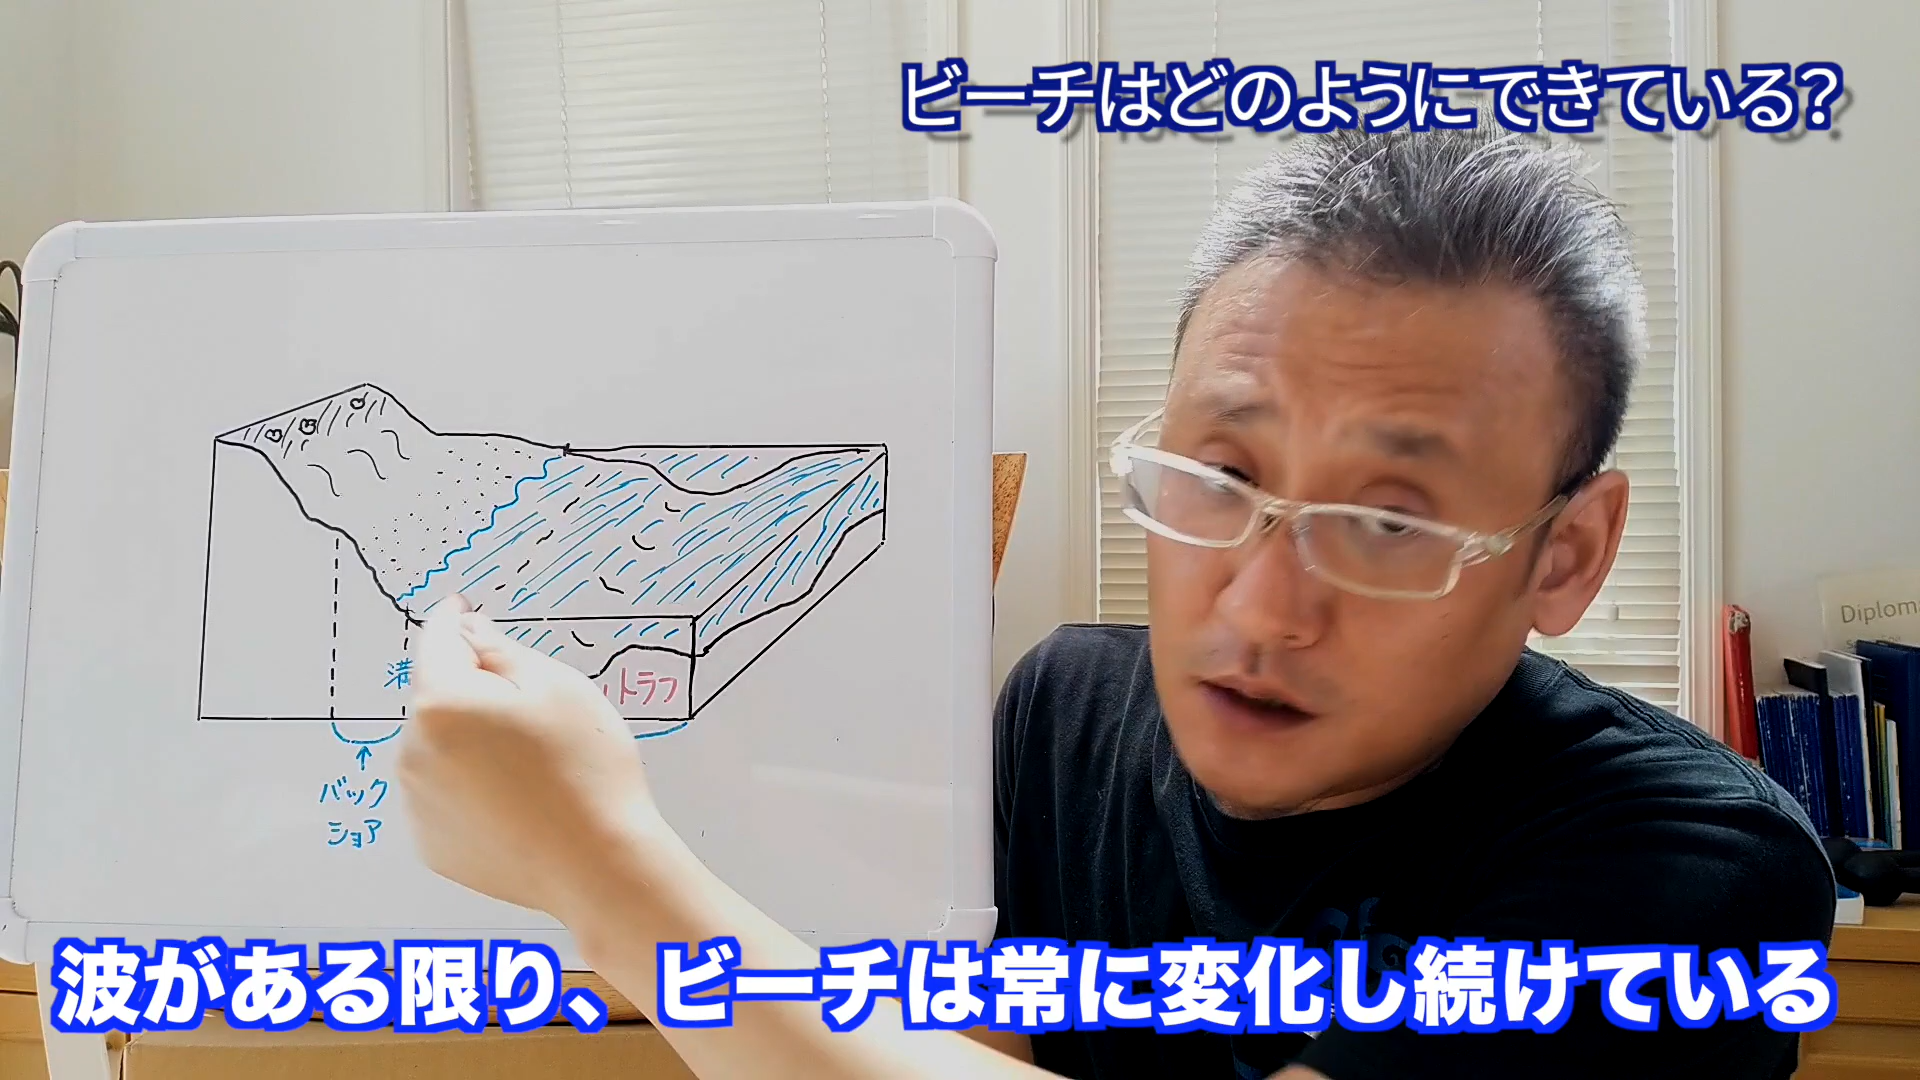 ビーチはどのようにできている?
満
トラフ
バック
ショア
Diplom
波がある限り、ビーチは常に変化し続けている